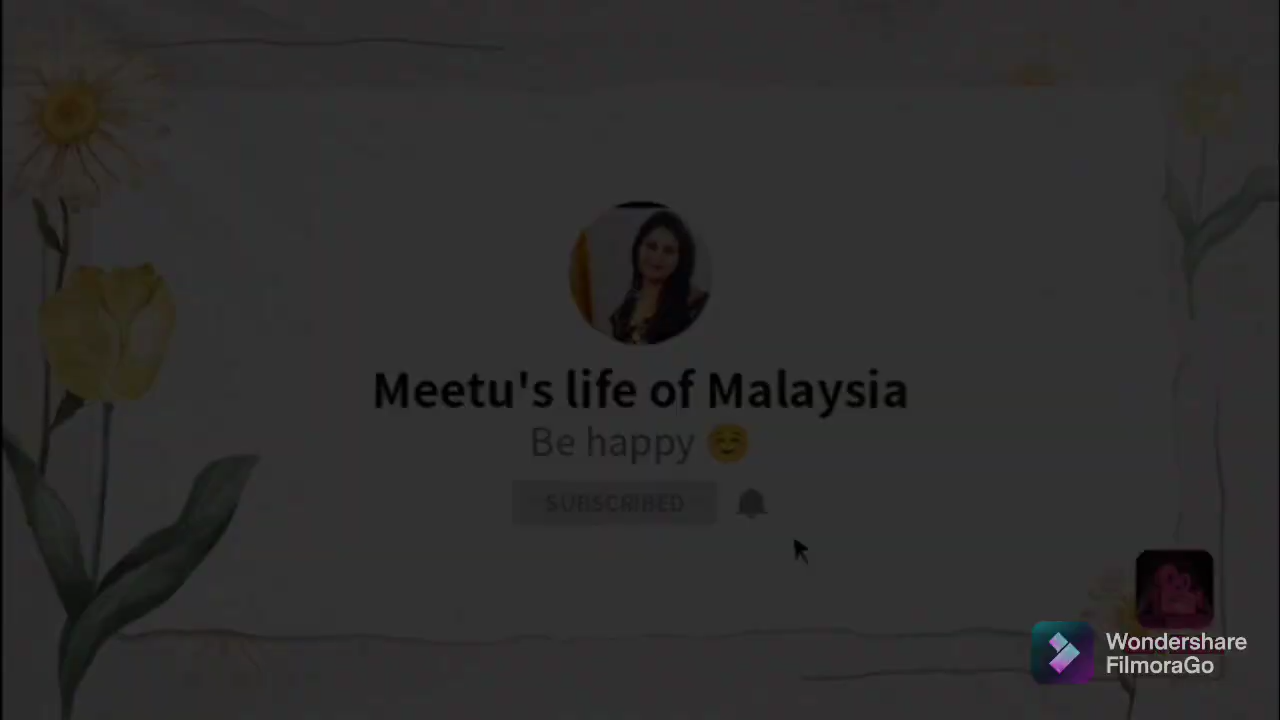 Meetu's life of Malaysia
Be happy ☺️
SUBSCRIBED
Wondershare
FilmoraGo